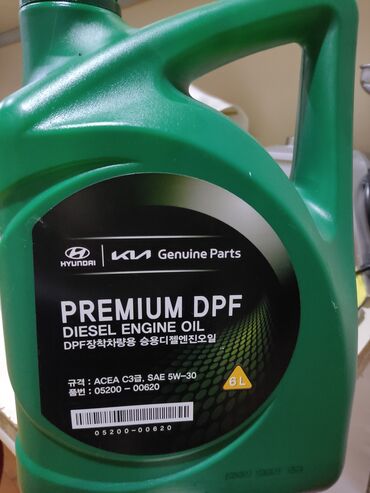 HYUNDAI KIA Genuine Parts
PREMIUM DPF
DIESEL ENGINE OIL
DPF장착차량용 승용디젤엔진오일
규격 : ACEA C3급, SAE 5W-30
품번 : 05200 - 00620
6L
05200-00620